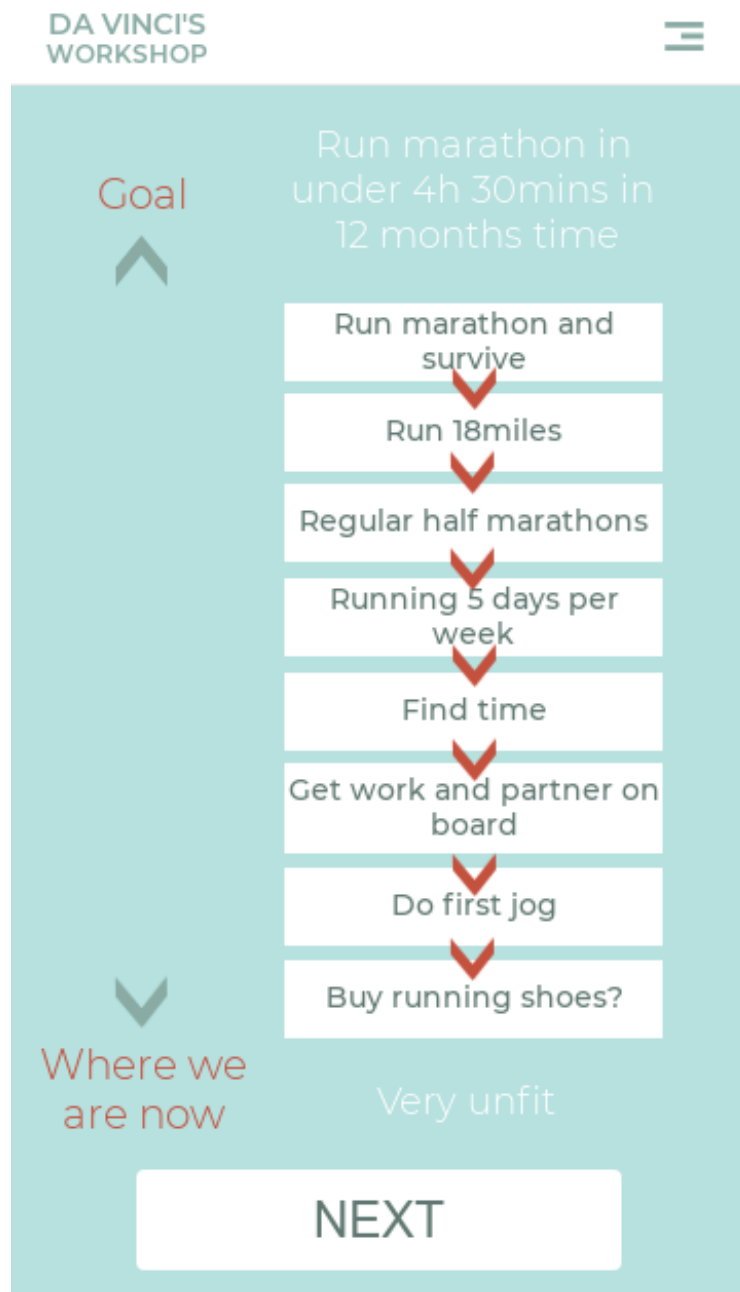 DA VINCI'S
WORKSHOP
Goal
Run marathon in
under 4h 30mins in
12 months time
Run marathon and
survive
Run 18miles
Regular half marathons
Running 5 days per
week
Find time
Get work and partner on
board
Do first jog
Buy running shoes?
Where we
are now
Very unfit
NEXT